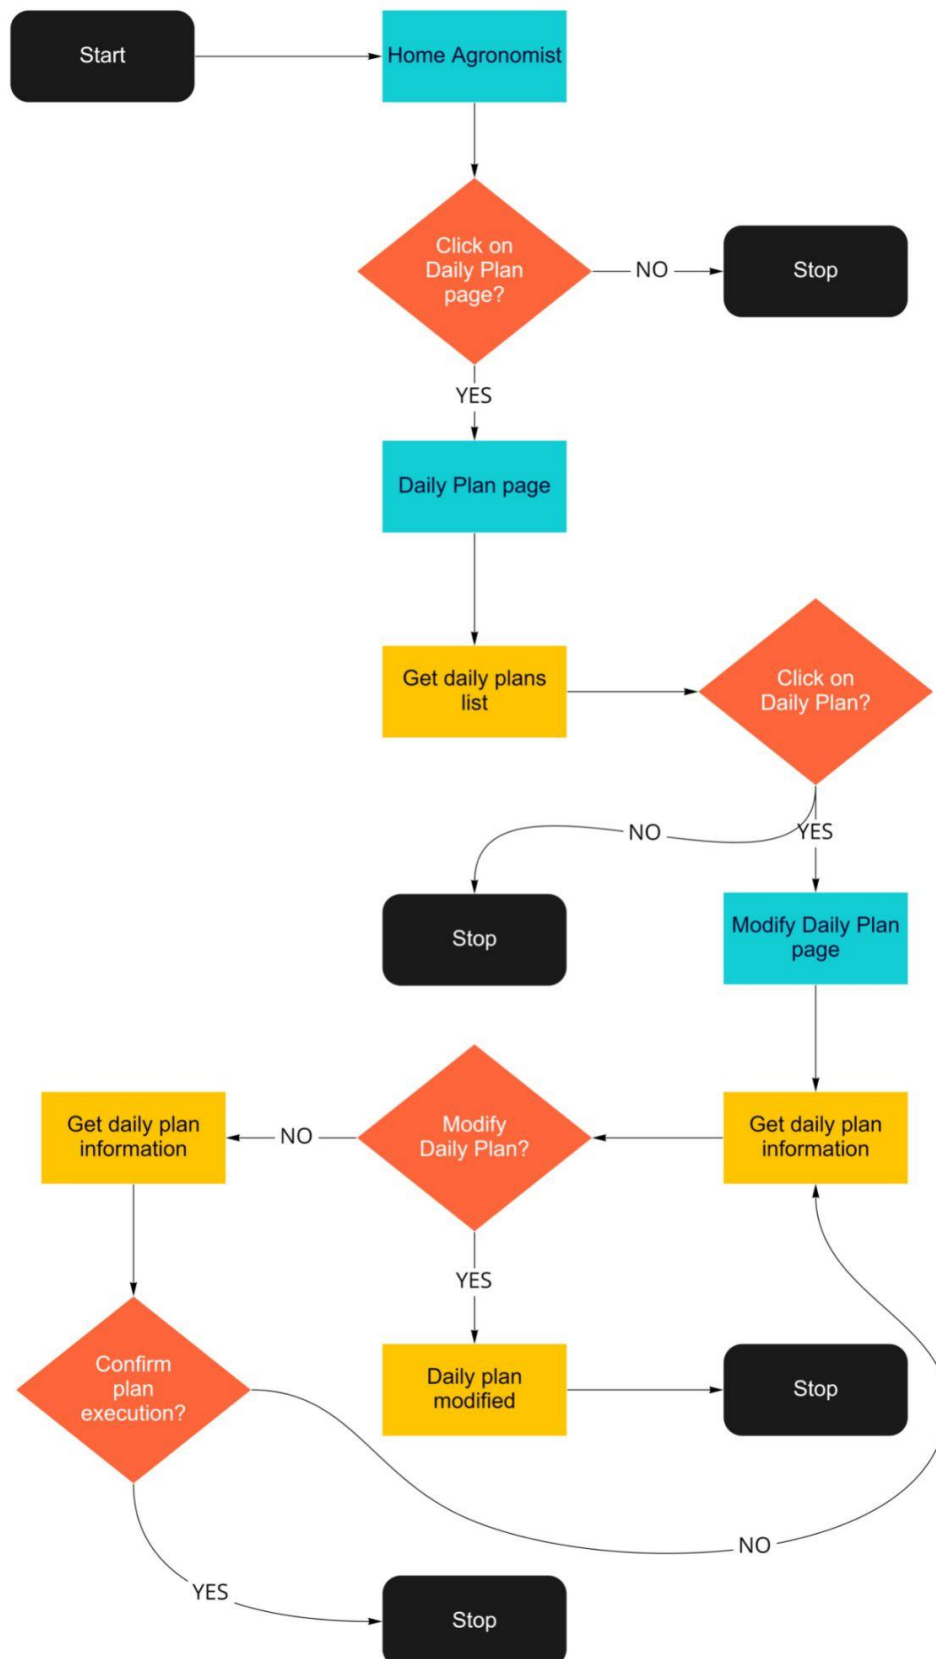 Start
Home Agronomist
Click on
Daily Plan
page?
NO
Stop
YES
Daily Plan page
Get daily plans
list
Click on
Daily Plan?
NO
YES
Stop
Modify Daily Plan
page
Get daily plan
information
NO
Modify
Daily Plan?
Get daily plan
information
YES
Confirm
plan
execution?
Daily plan
modified
Stop
NO
YES
Stop